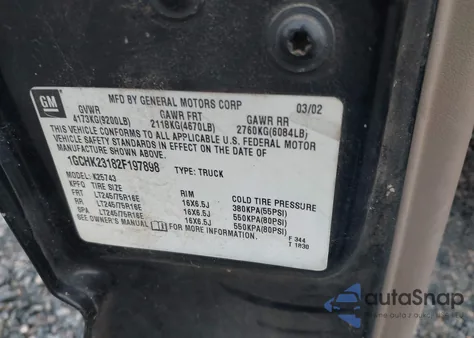 GM
MFD BY GENERAL MOTORS CORP 03/02
GVWR GAWR FRT GAWR RR
4173KG(9200LB) 2118KG(4670LB) 2760KG(6084LB)
THIS VEHICLE CONFORMS TO ALL APPLICABLE U.S. FEDERAL MOTOR
VEHICLE SAFETY STANDARDS IN EFFECT ON THE DATE OF
MANUFACTURE SHOWN ABOVE.
1GCHK23182F197898 TYPE: TRUCK
MODEL: K25743
KPFQ TIRE SIZE RIM COLD TIRE PRESSURE
FRT LT245/75R16E 16X6.5J 380KPA(55PSI)
RR LT245/75R16E 16X6.5J 550KPA(80PSI)
SPA LT245/75R16E 16X6.5J 550KPA(80PSI)
SEE OWNER'S MANUAL FOR MORE INFORMATION.
F 344
T 1838
autoSnap